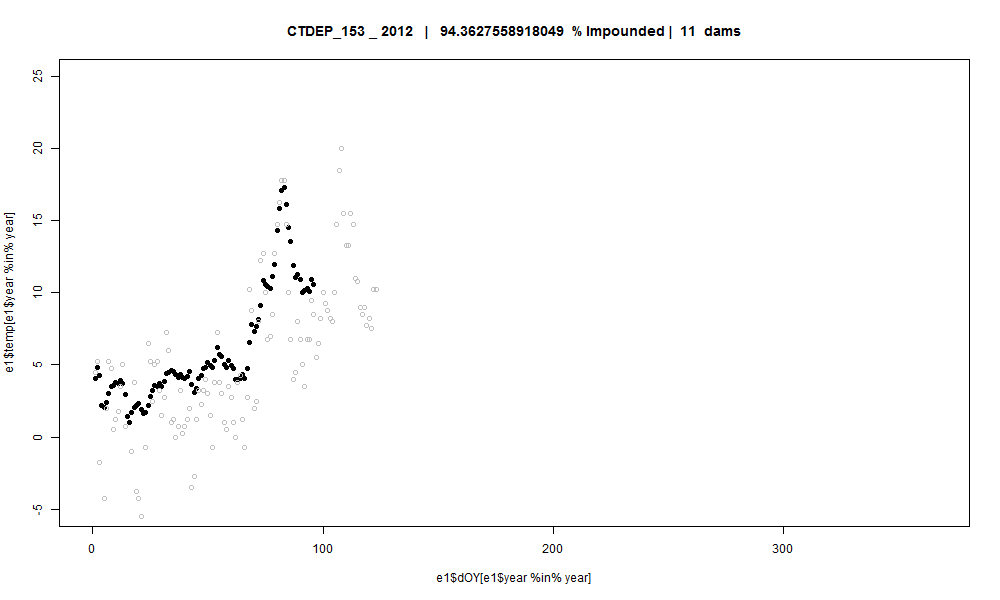 CTDEP_153 _ 2012 | 94.3627558918049 % Impounded | 11 dams
e1$temp[e1$year %in% year]
25
20
15
10
5
0
-5
0 100 200 300
e1$dOY[e1$year %in% year]